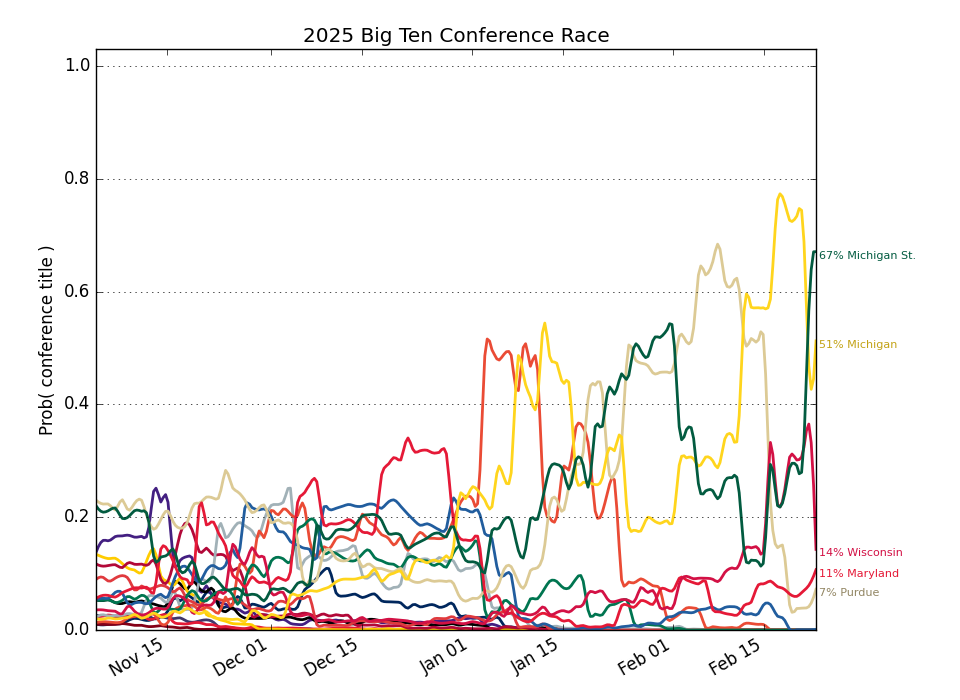 2025 Big Ten Conference Race
Prob( conference title )
1.0
0.8
0.6
0.4
0.2
0.0
67% Michigan St.
51% Michigan
14% Wisconsin
11% Maryland
7% Purdue
Nov 15
Dec 01
Dec 15
Jan 01
Jan 15
Feb 01
Feb 15